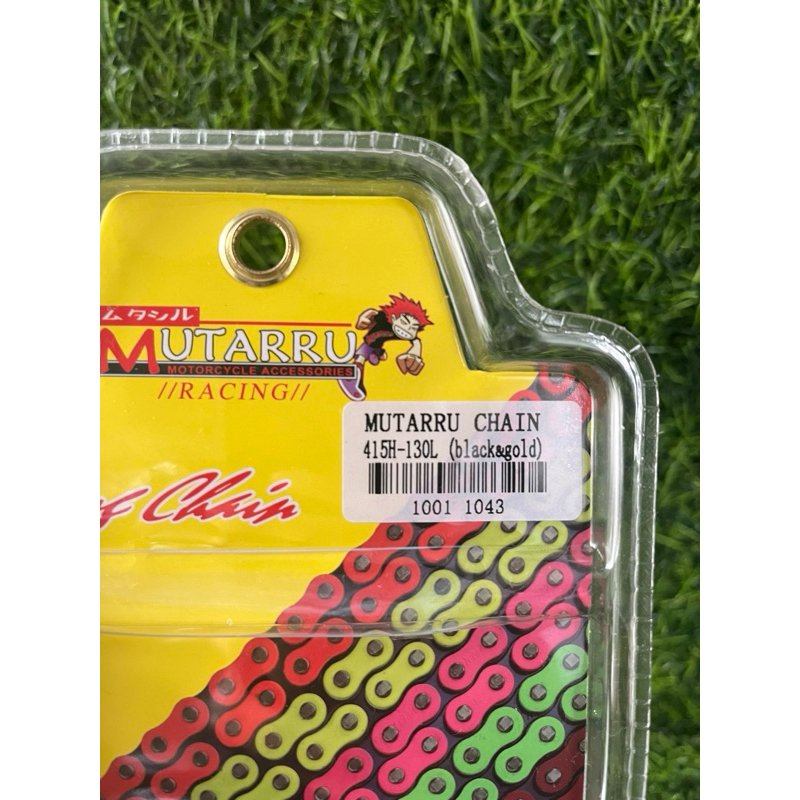 ムタシル
MUTARRU
MOTORCYCLE ACCESSORIES
//RACING//
MUTARRU CHAIN
415H-130L (black&gold)
1001 1043
of Chain